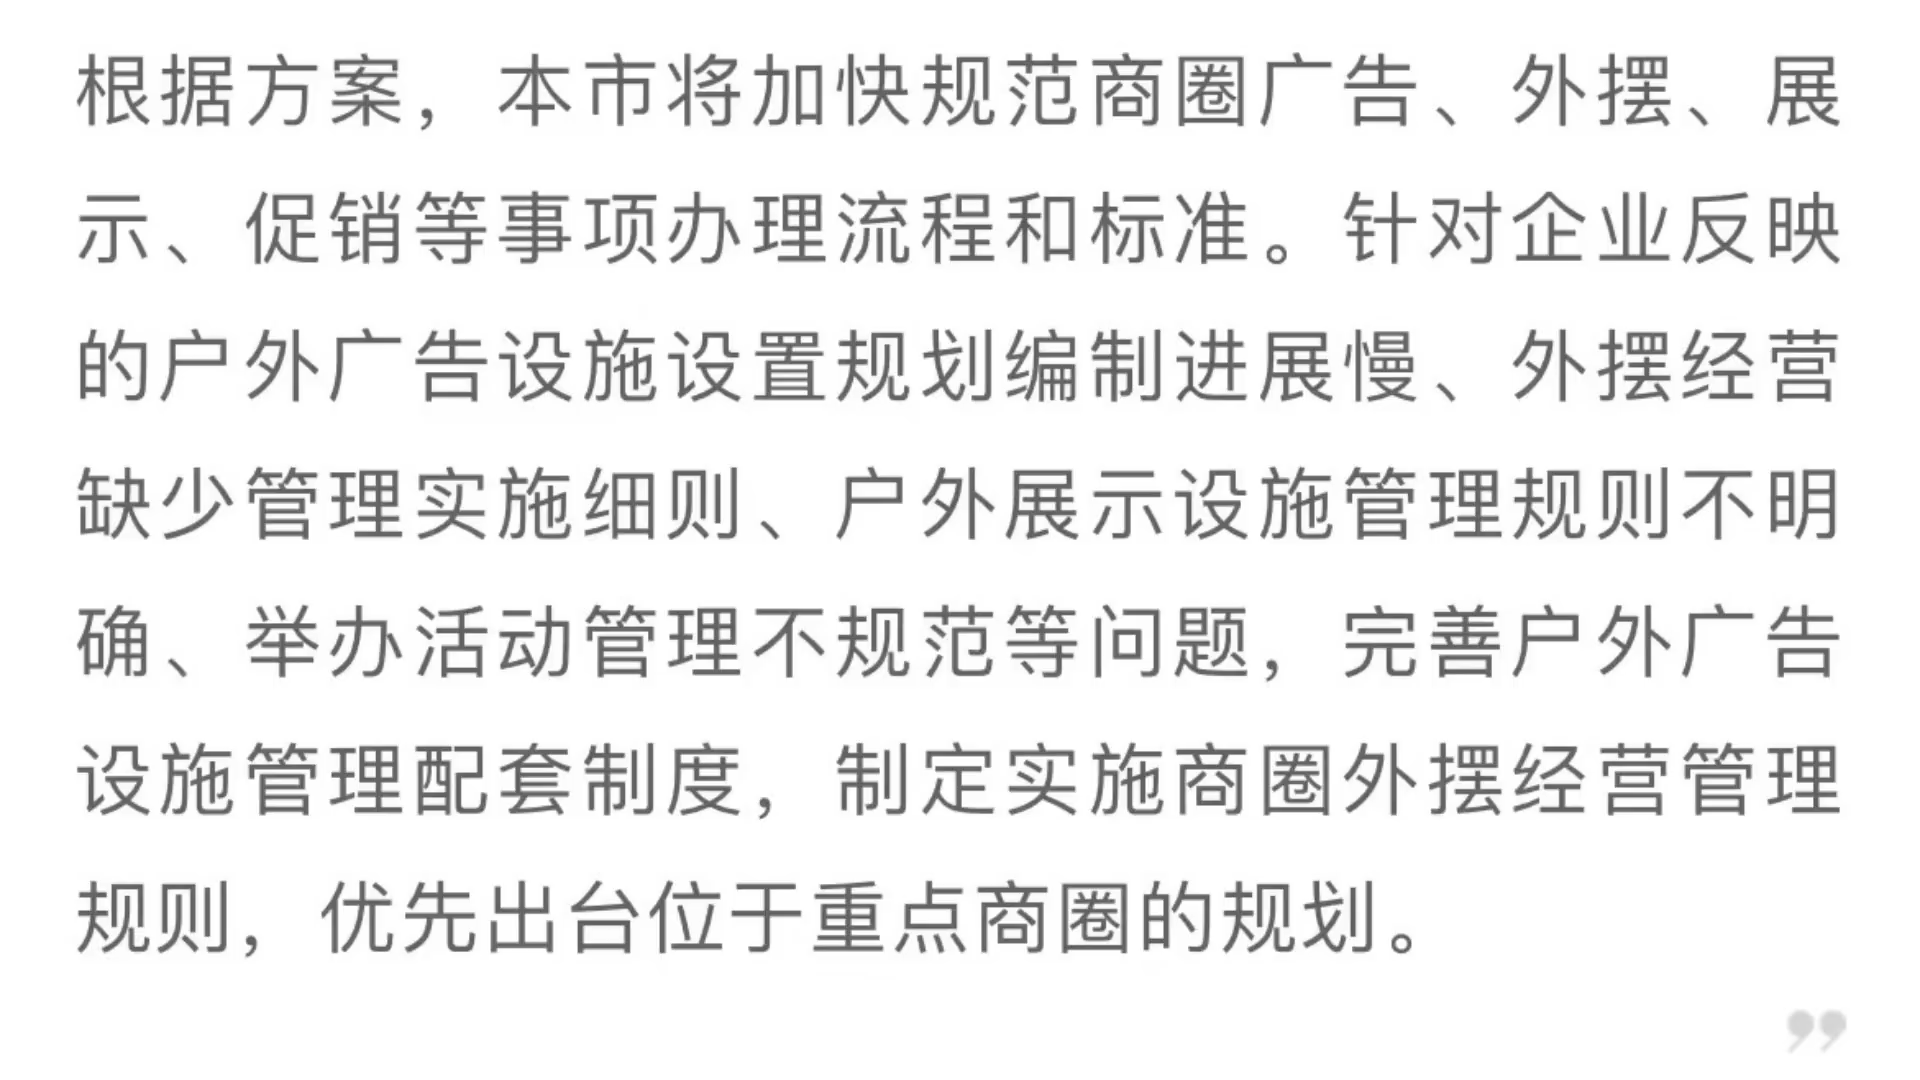 根据方案，本市将加快规范商圈广告、外摆、展
示、促销等事项办理流程和标准。针对企业反映
的户外广告设施设置规划编制进展慢、外摆经营
缺少管理实施细则、户外展示设施管理规则不明
确、举办活动管理不规范等问题，完善户外广告
设施管理配套制度，制定实施商圈外摆经营管理
规则，优先出台位于重点商圈的规划。
”